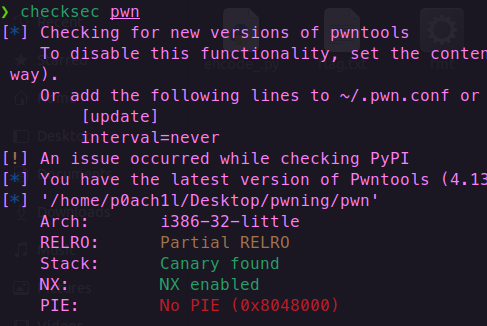 ❯ checksec pwn
[*] Checking for new versions of pwntools
    To disable this functionality, set the conten
way).
    Or add the following lines to ~/.pwn.conf or
        [update]
        interval=never
[!] An issue occurred while checking PyPI
[*] You have the latest version of Pwntools (4.13
[*] '/home/p0ach1l/Desktop/pwning/pwn'
    Arch:     i386-32-little
    RELRO:    Partial RELRO
    Stack:    Canary found
    NX:       NX enabled
    PIE:      No PIE (0x8048000)